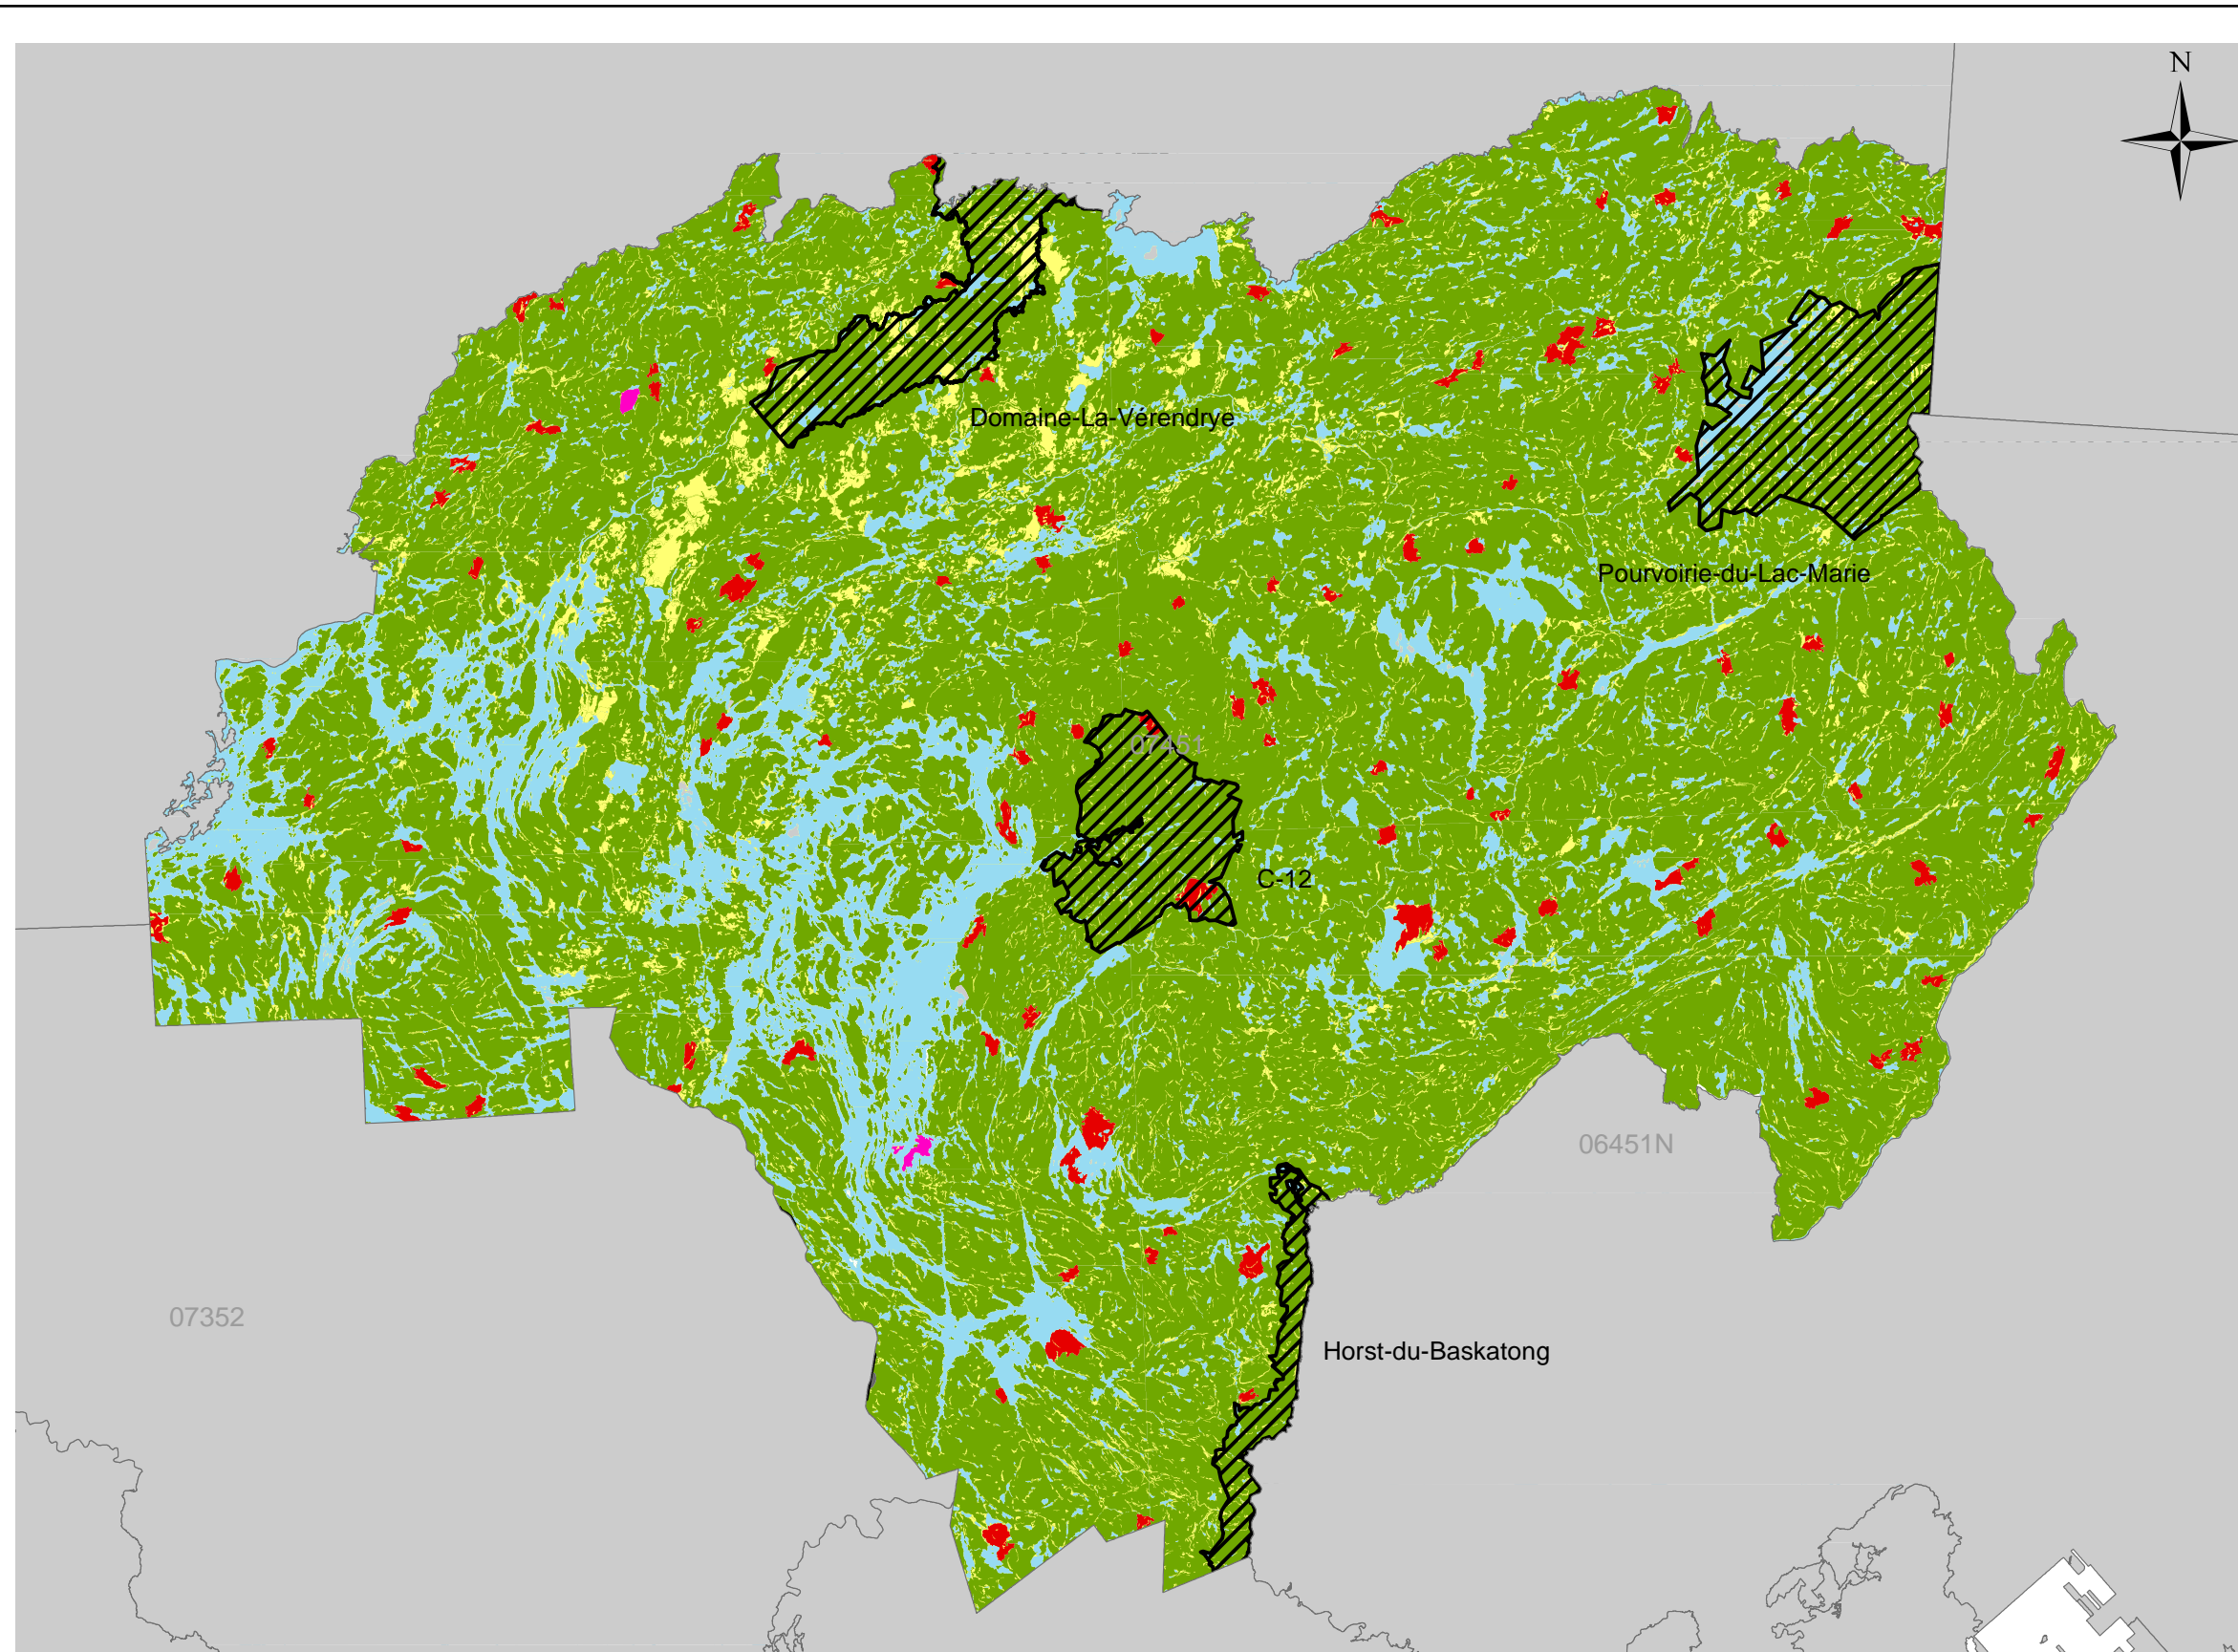 N
Domaine-La-Vérendrye
Pourvoirie-du-Lac-Marie
07451
C-12
06451N
07352
Horst-du-Baskatong